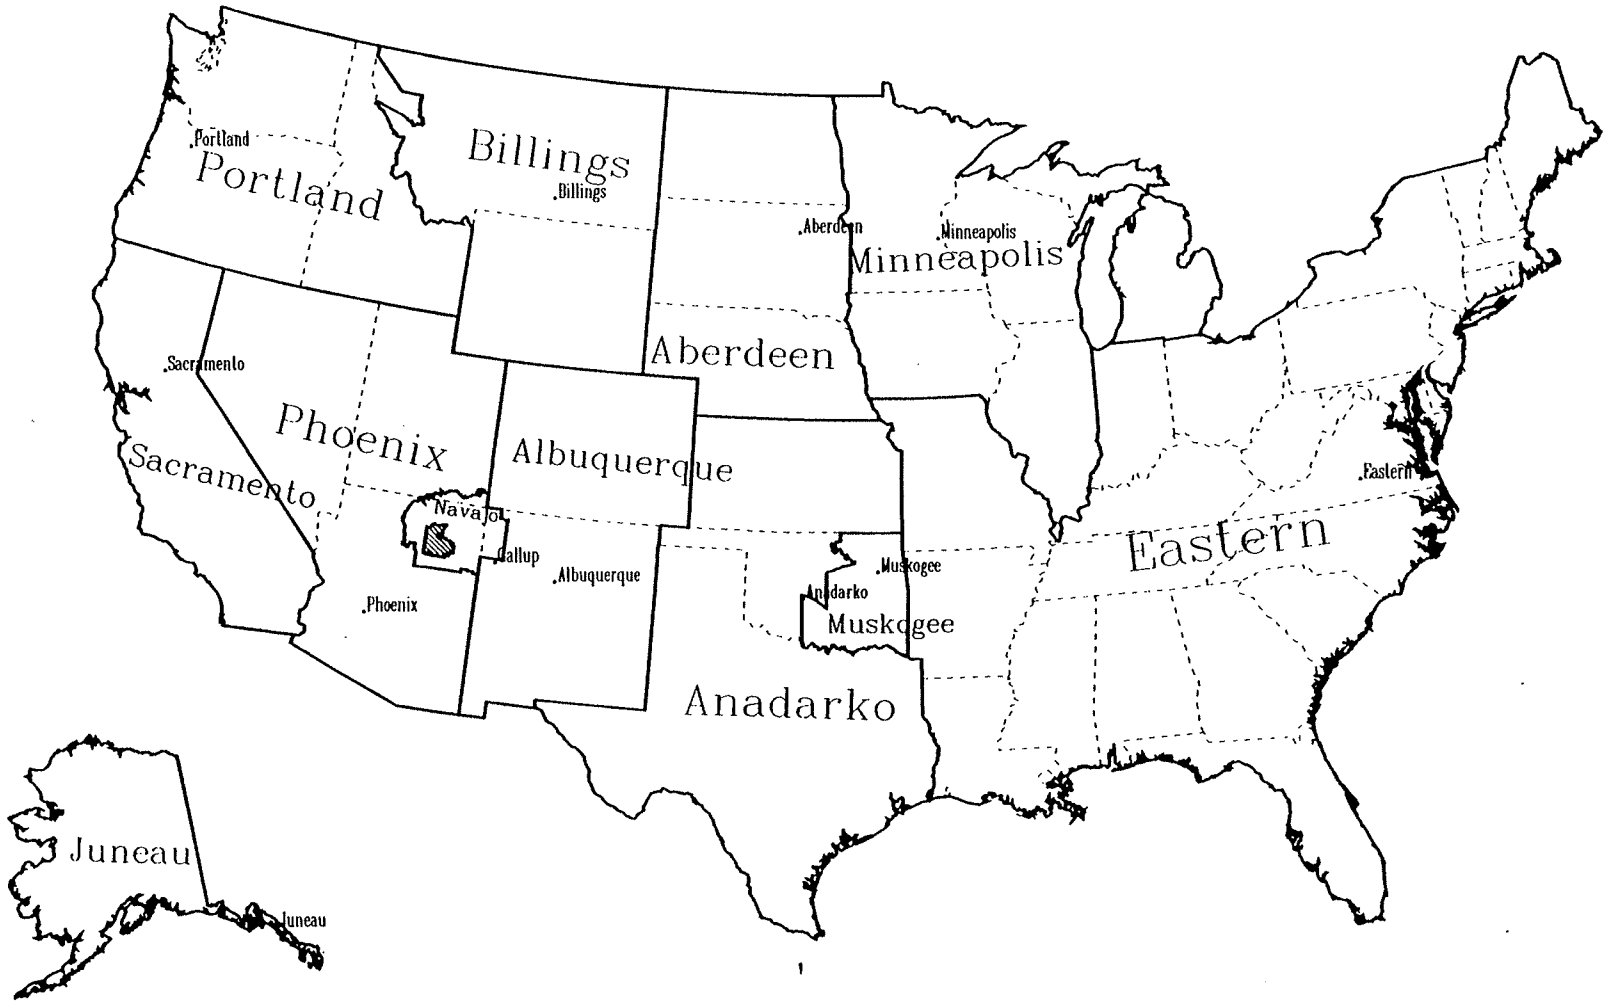 Portland
Portland
Billings
Billings
Aberdeen
Minneapolis
Minneapolis
Aberdeen
Sacramento
Phoenix
Albuquerque
Sacramento
Eastern
Navajo
Eastern
Gallup
Albuquerque
Muskogee
Anadarko
Phoenix
Muskogee
Anadarko
Juneau
Juneau